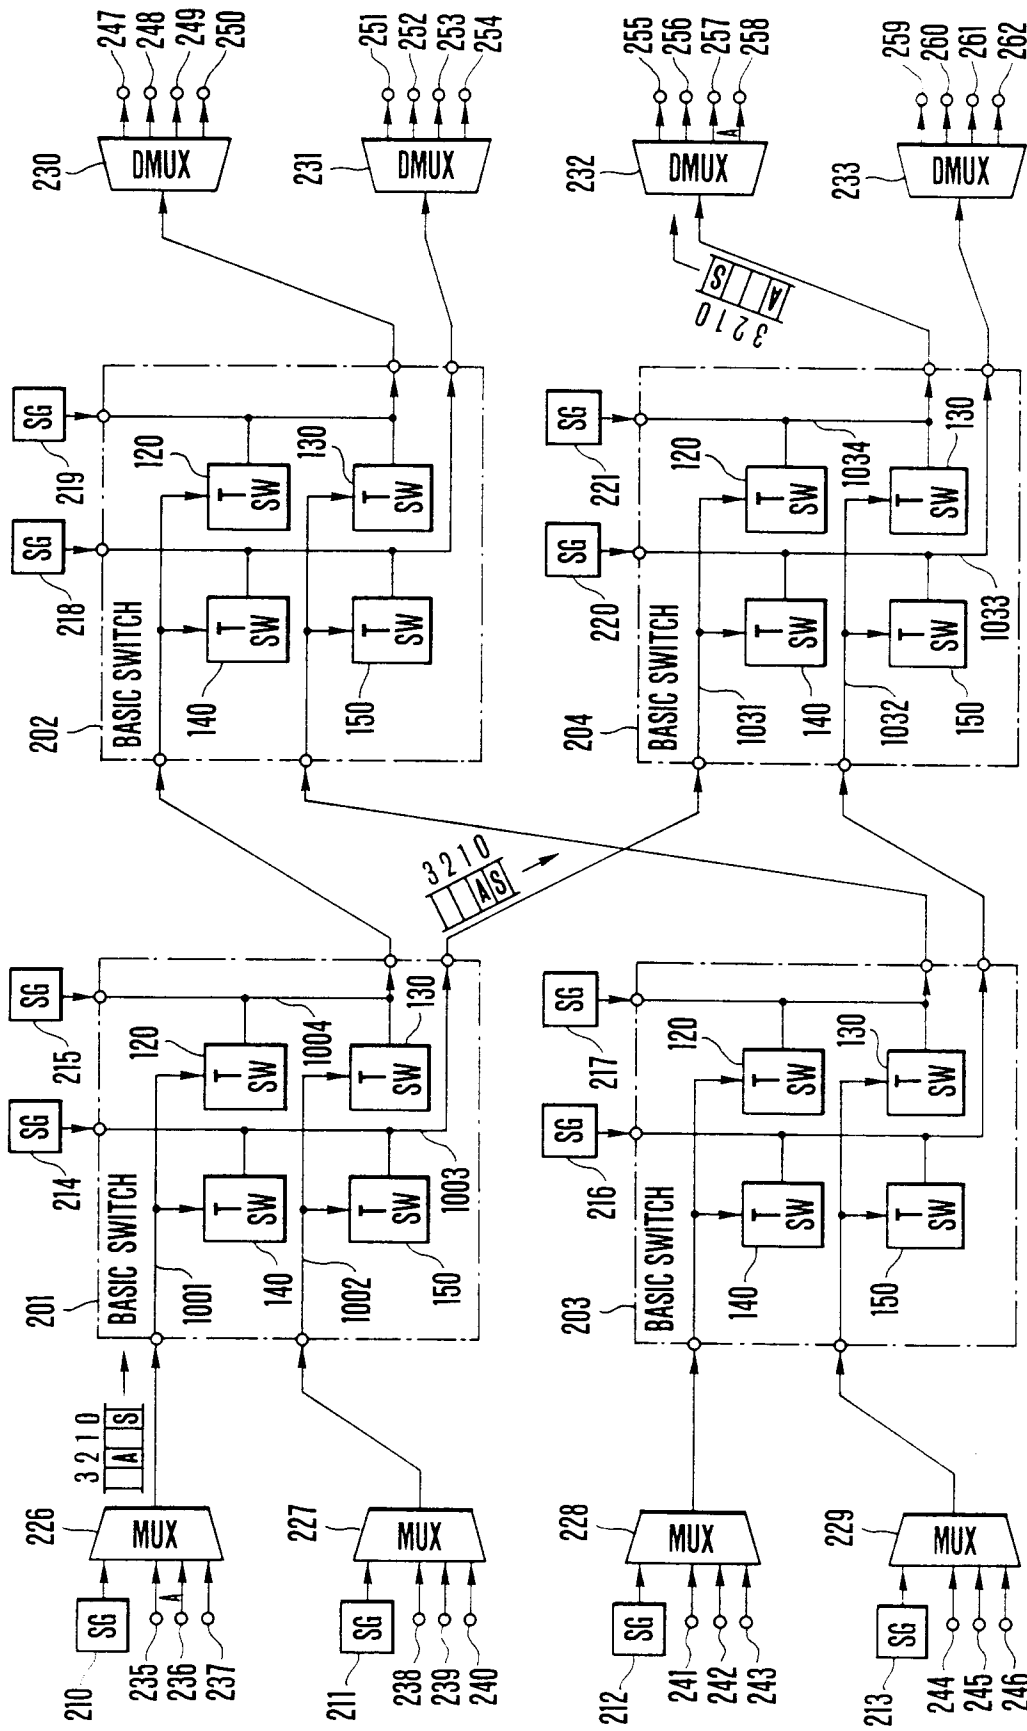 210
SG
235
A
236
237
226
MUX
3 2 1 0
A S
211
SG
238
239
240
227
MUX
201
BASIC SWITCH
214
SG
215
SG
1001
140
T SW
120
T SW
1004
1002
150
T SW
130
T SW
1003
3 2 1 0
A S
202
BASIC SWITCH
218
SG
219
SG
140
T SW
120
T SW
150
T SW
130
T SW
230
DMUX
247
248
249
250
231
DMUX
251
252
253
254
212
SG
241
242
243
228
MUX
213
SG
244
245
246
229
MUX
203
BASIC SWITCH
216
SG
217
SG
140
T SW
120
T SW
150
T SW
130
T SW
204
BASIC SWITCH
220
SG
221
SG
1031
140
T SW
120
T SW
1034
1032
150
T SW
130
T SW
1033
3 2 1 0
A S
232
DMUX
255
256
257
A
258
233
DMUX
259
260
261
262